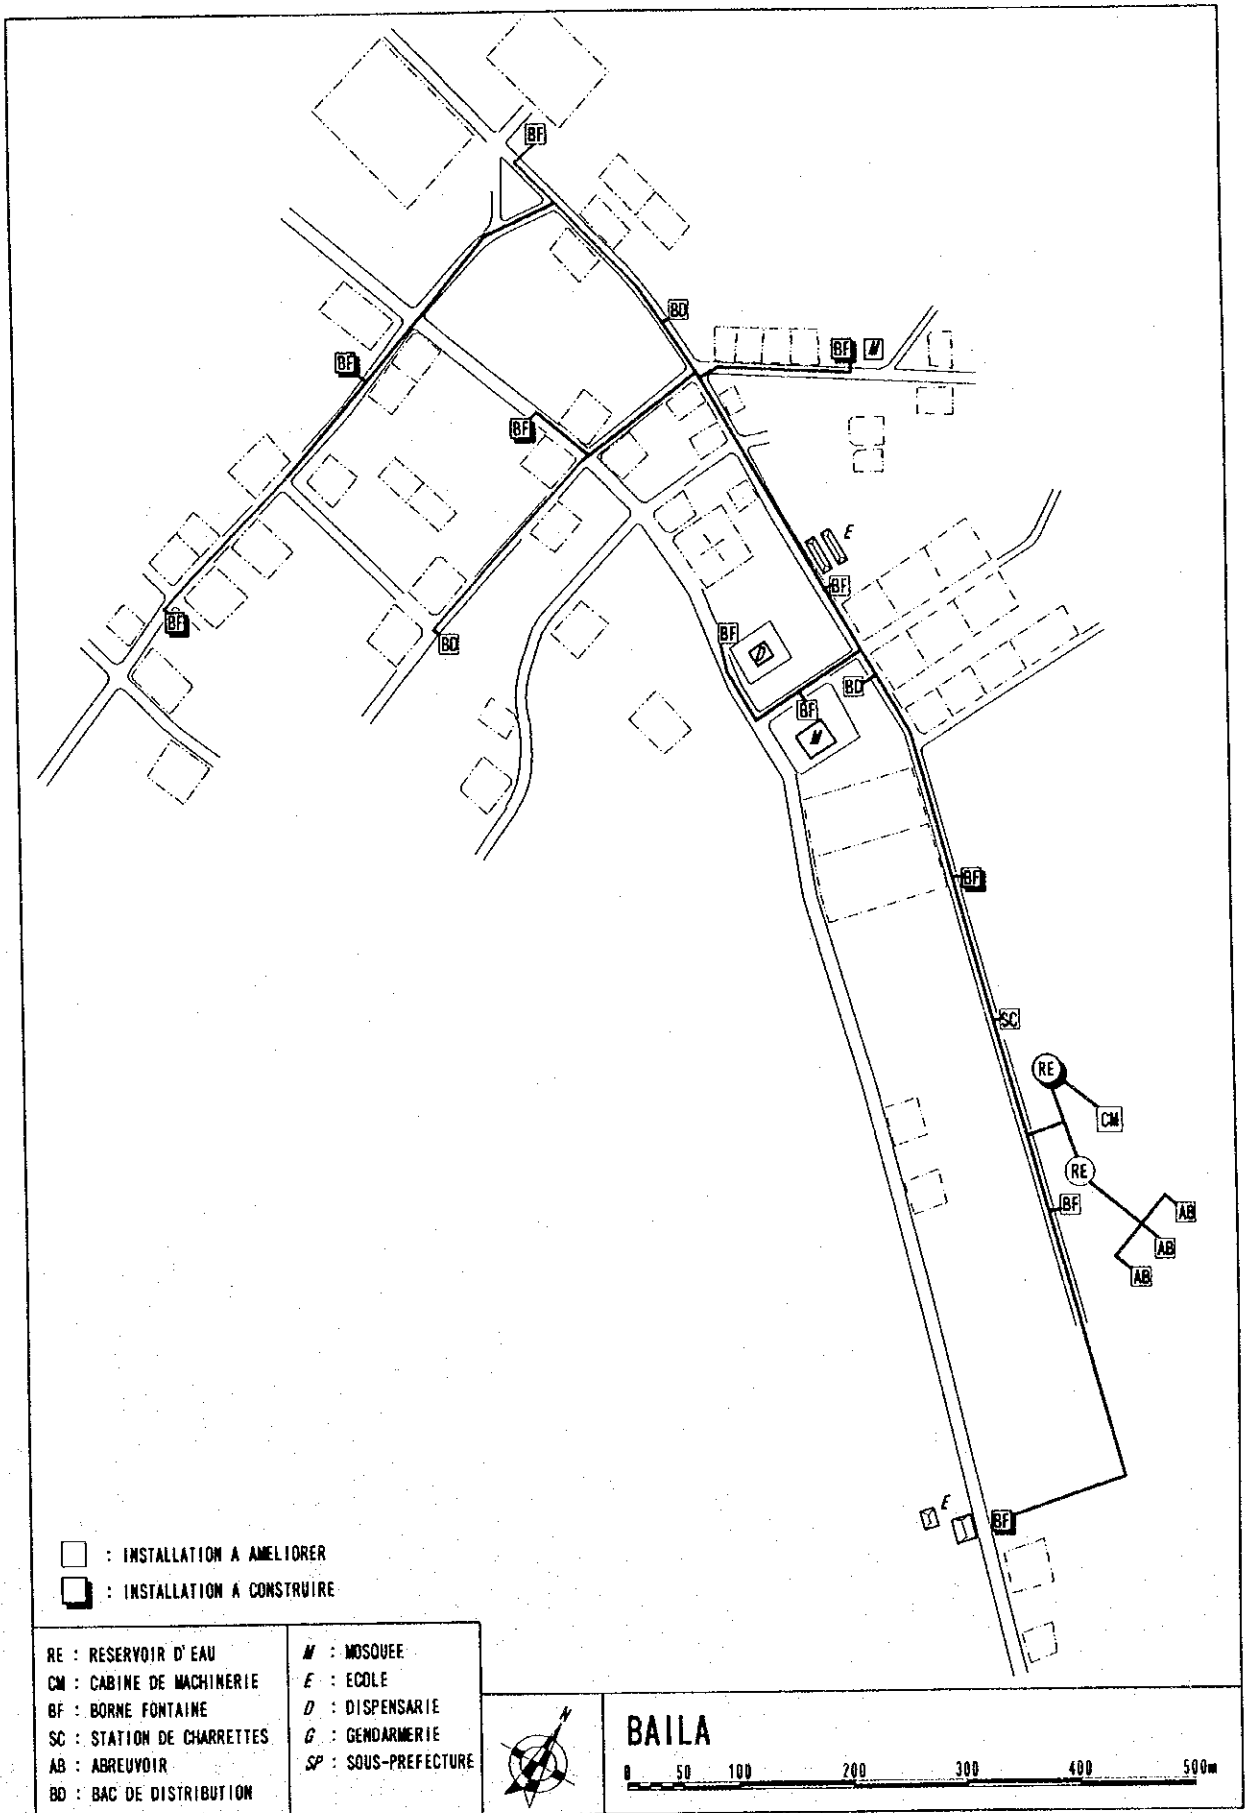 BF
BD
BF
M
BF
BF
E
BF
BF
BF
D
BD
BD
BF
M
BF
SC
RE
CM
RE
BF
AB
AB
AB
E
BF
: INSTALLATION A AMELIORER
: INSTALLATION A CONSTRUIRE
RE : RESERVOIR D'EAU
CM : CABINE DE MACHINERIE
BF : BORNE FONTAINE
SC : STATION DE CHARRETTES
AB : ABREUVOIR
BD : BAC DE DISTRIBUTION
M : MOSQUEE
E : ECOLE
D : DISPENSARIE
G : GENDARMERIE
SP : SOUS-PREFECTURE
N
BAILA
0 50 100 200 300 400 500m